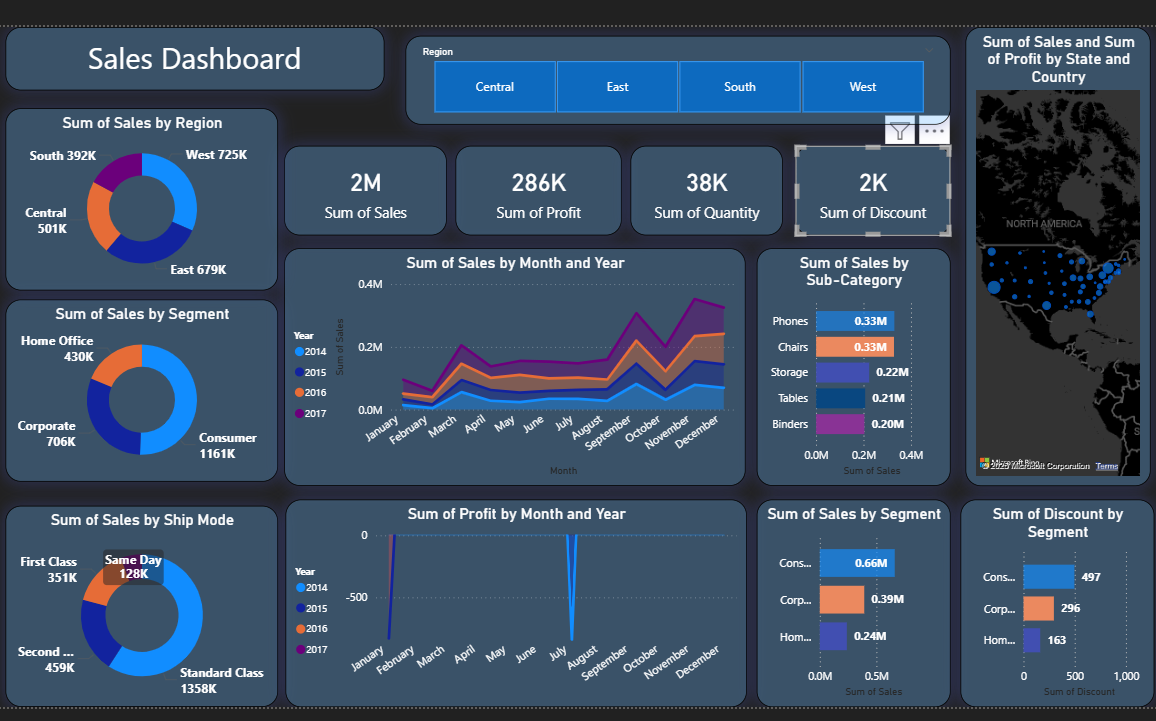 Sales Dashboard
Region
Central
East
South
West
Sum of Sales and Sum
of Profit by State and
Country
NORTH AMERICA
Microsoft Bing
Microsoft Corporation
Terms
Sum of Sales by Region
South 392K
West 725K
Central
501K
East 679K
2M
Sum of Sales
286K
Sum of Profit
38K
Sum of Quantity
2K
Sum of Discount
Sum of Sales by Segment
Home Office
430K
Corporate
706K
Consumer
1161K
Sum of Sales by Month and Year
Year
2014
2015
2016
2017
Sum of Sales
0.4M
0.2M
0.0M
January
February
March
April
May
June
July
August
September
October
November
December
Month
Sum of Sales by
Sub-Category
Phones
0.33M
Chairs
0.33M
Storage
0.22M
Tables
0.21M
Binders
0.20M
0.0M
0.2M
0.4M
Sum of Sales
Sum of Sales by Ship Mode
First Class
351K
Same Day
128K
Second ...
459K
Standard Class
1358K
Sum of Profit by Month and Year
Year
2014
2015
2016
2017
0
-500
January
February
March
April
May
June
July
August
September
October
November
December
Sum of Sales by Segment
Cons...
0.66M
Corp...
0.39M
Hom...
0.24M
0.0M
0.5M
Sum of Sales
Sum of Discount by
Segment
Cons...
497
Corp...
296
Hom...
163
0
500
1,000
Sum of Discount